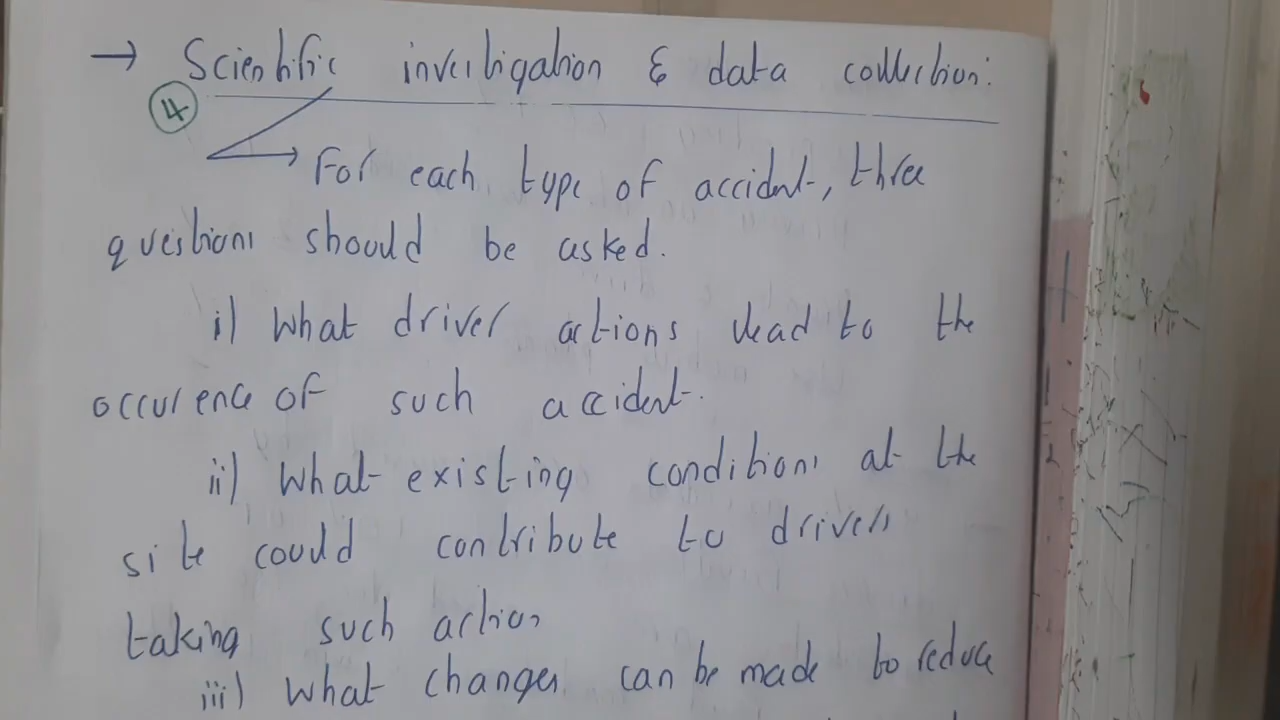 → Scientific investigation & data collection:
4
→ For each type of accident, three
questions should be asked.
i) What driver actions lead to the
occurence of such accident.
ii) What existing conditions at the
site could contribute to drivers
taking such action
iii) What changes can be made to reduce